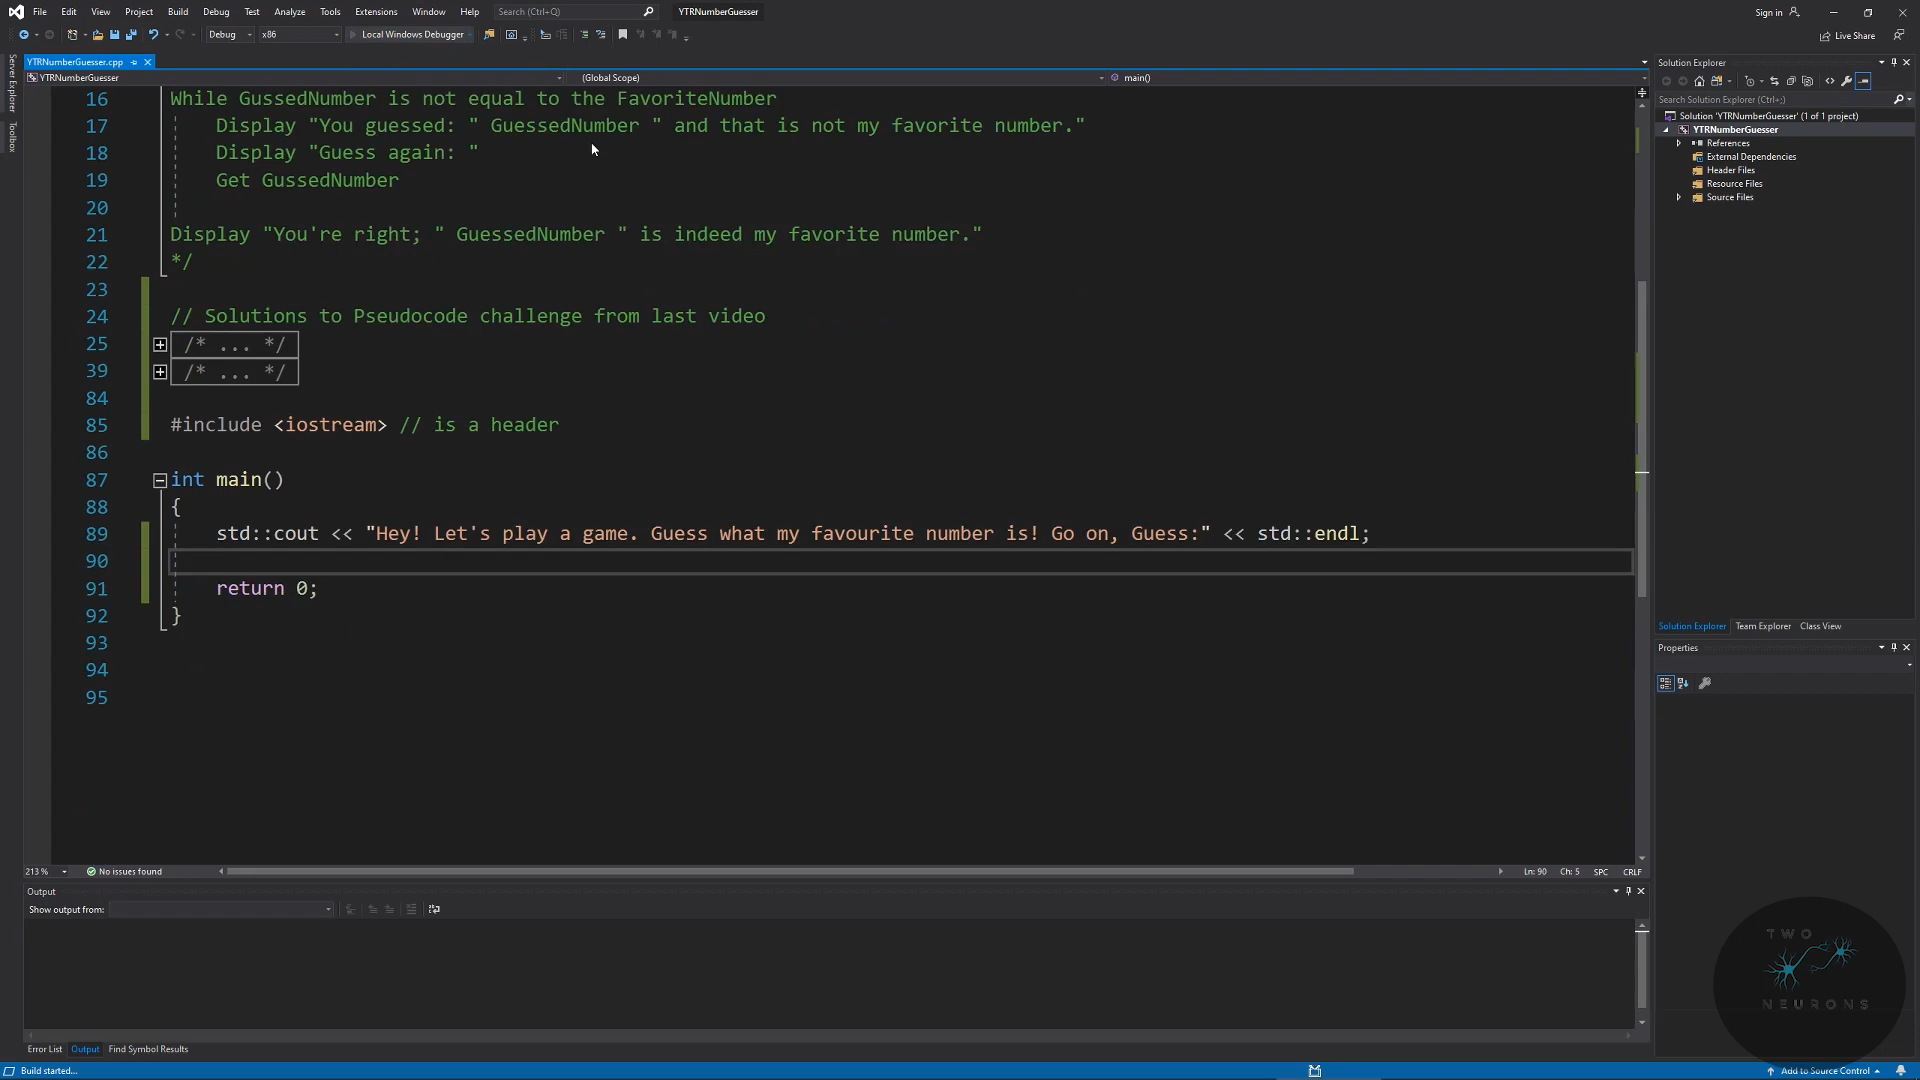 File Edit View Project Build Debug Test Analyze Tools Extensions Window Help Search (Ctrl+Q) YTRNumberGuesser Sign in
Debug x86 Local Windows Debugger Live Share
YTRNumberGuesser.cpp
YTRNumberGuesser (Global Scope) main()
Server Explorer
Toolbox
16 While GussedNumber is not equal to the FavoriteNumber
17 Display "You guessed: " GuessedNumber " and that is not my favorite number."
18 Display "Guess again: "
19 Get GussedNumber
20
21 Display "You're right; " GuessedNumber " is indeed my favorite number."
22 */
23
24 // Solutions to Pseudocode challenge from last video
25 /* ... */
39 /* ... */
84
85 #include <iostream> // is a header
86
87 int main()
88 {
89 std::cout << "Hey! Let's play a game. Guess what my favourite number is! Go on, Guess:" << std::endl;
90
91 return 0;
92 }
93
94
95
213 % No issues found Ln: 90 Ch: 5 SPC CRLF
Output
Show output from:
Error List Output Find Symbol Results
Build started... Add to Source Control
Solution Explorer
Search Solution Explorer (Ctrl+;)
Solution 'YTRNumberGuesser' (1 of 1 project)
YTRNumberGuesser
References
External Dependencies
Header Files
Resource Files
Source Files
Solution Explorer Team Explorer Class View
Properties
TWO
NEURONS